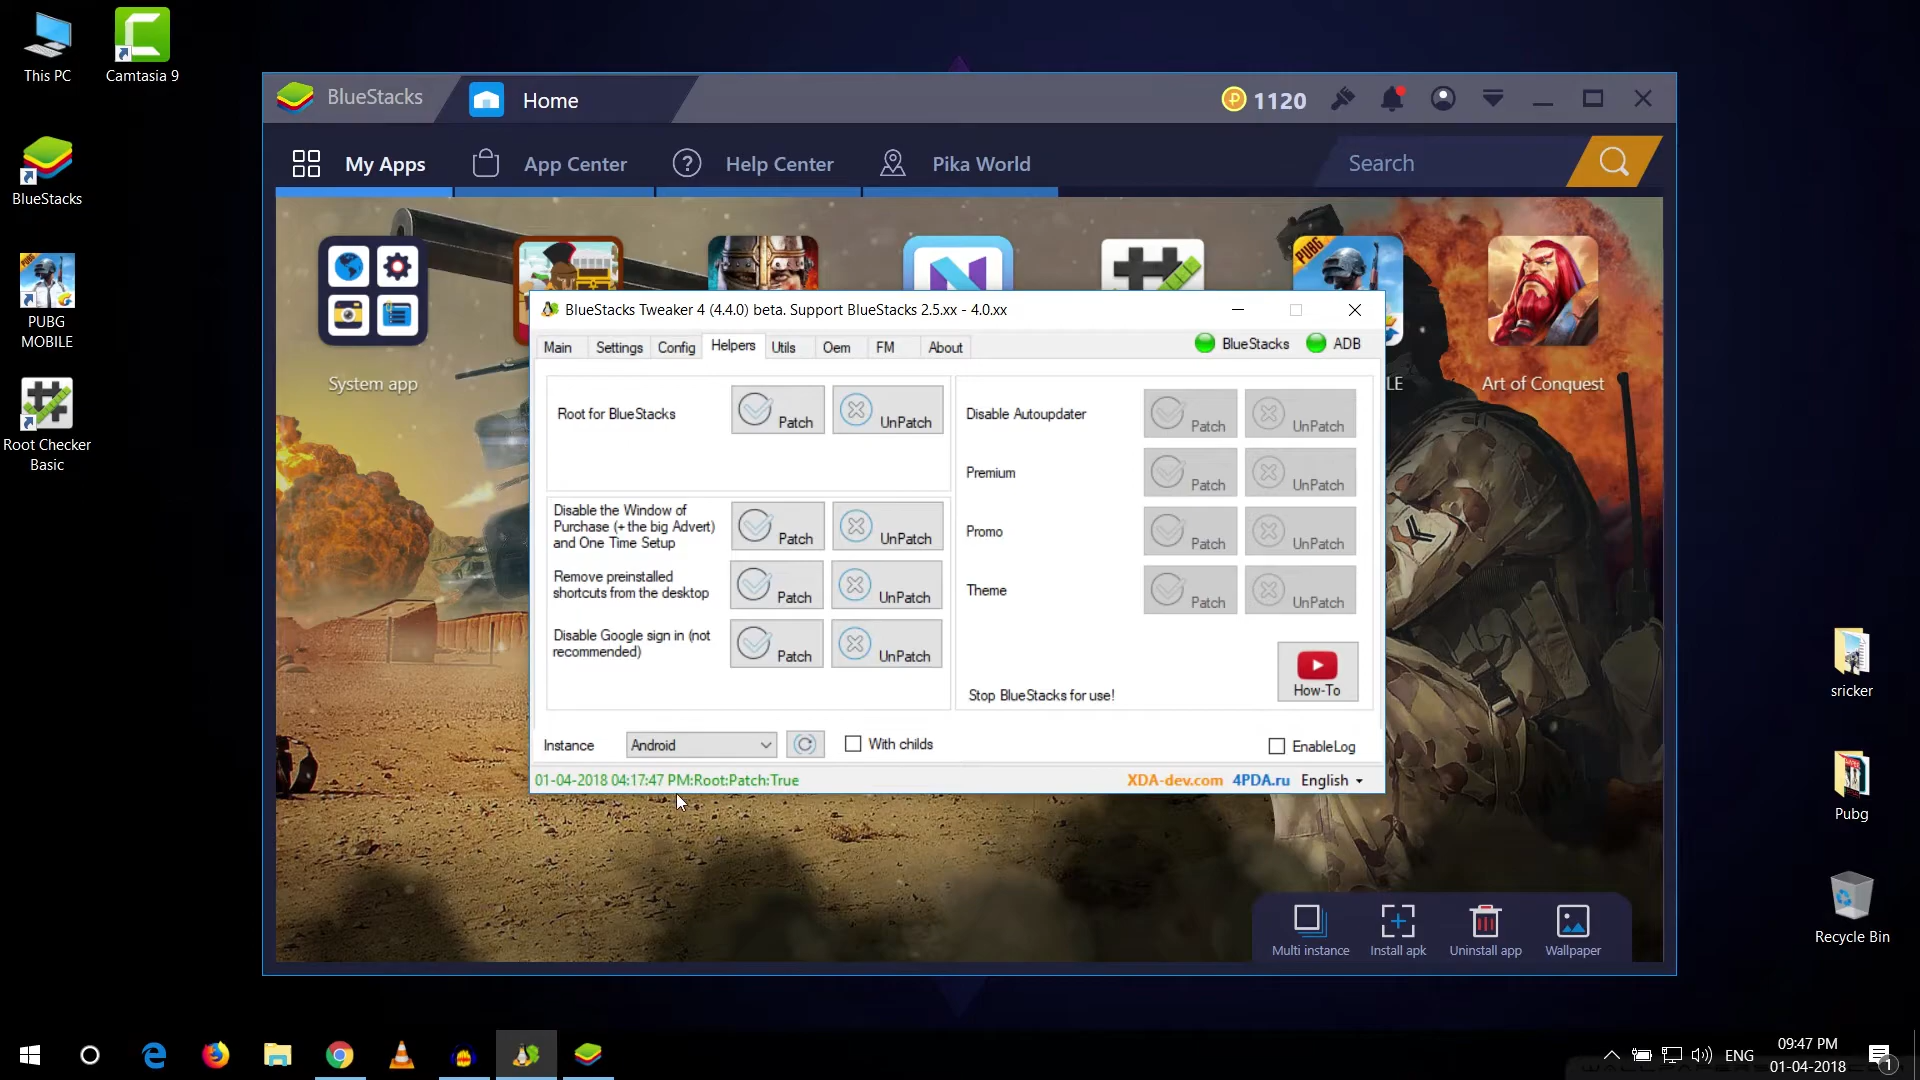 This PC
Camtasia 9
BlueStacks
PUBG MOBILE
Root Checker Basic
BlueStacks
Home
1120
My Apps
App Center
Help Center
Pika World
Search
PUBG
System app
LE
Art of Conquest
BlueStacks Tweaker 4 (4.4.0) beta. Support BlueStacks 2.5.xx - 4.0.xx
Main
Settings
Config
Helpers
Utils
Oem
FM
About
BlueStacks
ADB
Root for BlueStacks
Patch
UnPatch
Disable the Window of
Purchase (+ the big Advert)
and One Time Setup
Patch
UnPatch
Remove preinstalled
shortcuts from the desktop
Patch
UnPatch
Disable Google sign in (not
recommended)
Patch
UnPatch
Disable Autoupdater
Patch
UnPatch
Premium
Patch
UnPatch
Promo
Patch
UnPatch
Theme
Patch
UnPatch
Stop BlueStacks for use!
How-To
Instance
Android
With childs
EnableLog
01-04-2018 04:17:47 PM:Root:Patch:True
XDA-dev.com
4PDA.ru
English
Multi instance
Install apk
Uninstall app
Wallpaper
sricker
Pubg
Recycle Bin
ENG
09:47 PM
01-04-2018
1